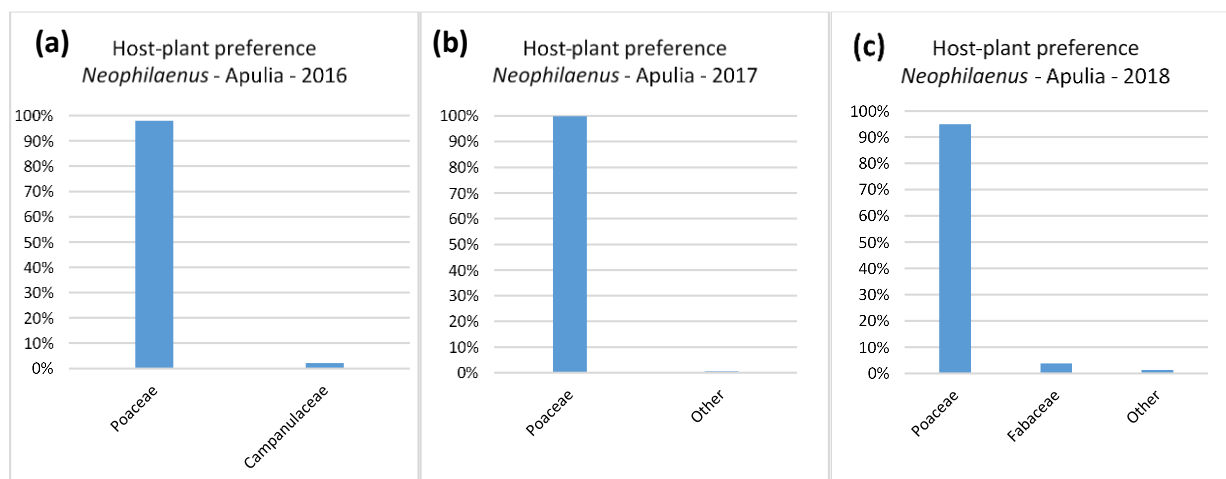 (a)
Host-plant preference
Neophilaenus - Apulia - 2016
100%
90%
80%
70%
60%
50%
40%
30%
20%
10%
0%
Poaceae
Campanulaceae
(b)
Host-plant preference
Neophilaenus - Apulia - 2017
100%
90%
80%
70%
60%
50%
40%
30%
20%
10%
0%
Poaceae
Other
(c)
Host-plant preference
Neophilaenus - Apulia - 2018
100%
90%
80%
70%
60%
50%
40%
30%
20%
10%
0%
Poaceae
Fabaceae
Other